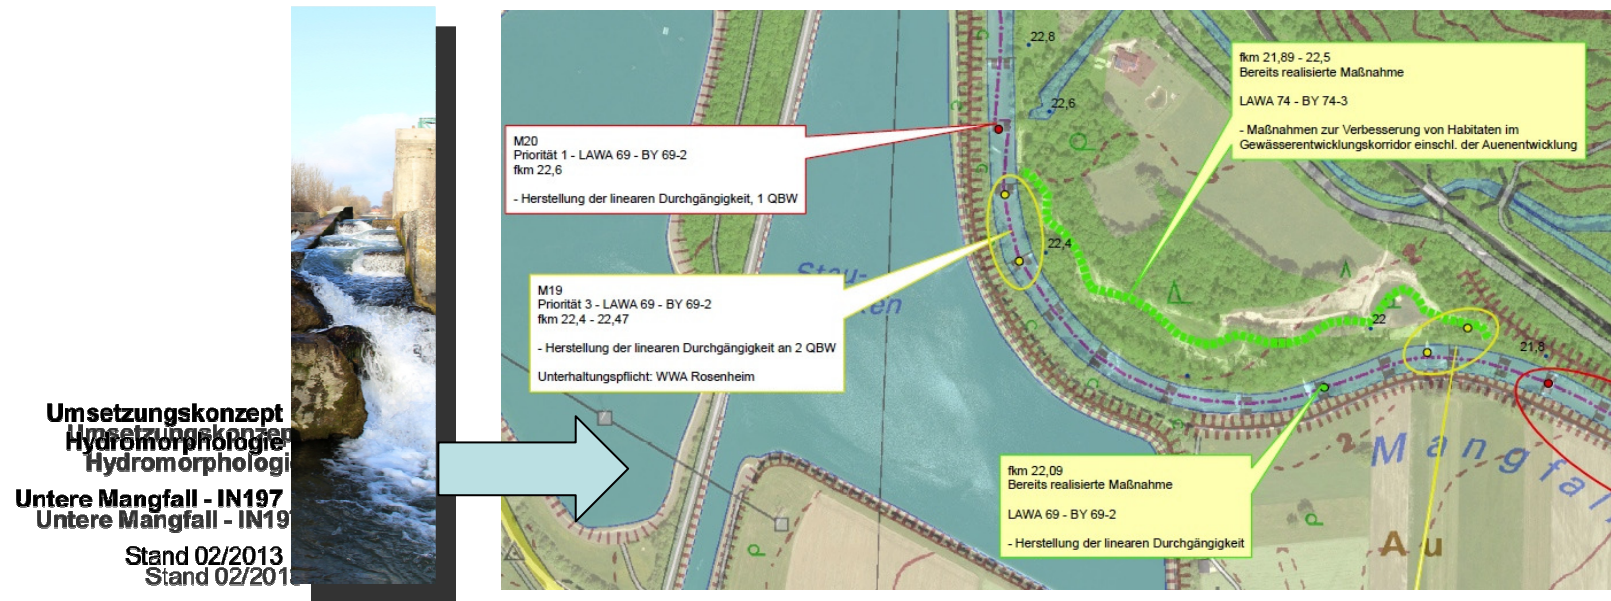 Umsetzungskonzept
Hydromorphologie
Untere Mangfall - IN197
Stand 02/2013
M20
Priorität 1 - LAWA 69 - BY 69-2
fkm 22,6
- Herstellung der linearen Durchgängigkeit, 1 QBW
M19
Priorität 3 - LAWA 69 - BY 69-2
fkm 22,4 - 22,47
- Herstellung der linearen Durchgängigkeit an 2 QBW
Unterhaltungspflicht: WWA Rosenheim
fkm 21,89 - 22,5
Bereits realisierte Maßnahme
LAWA 74 - BY 74-3
- Maßnahmen zur Verbesserung von Habitaten im
Gewässerentwicklungskorridor einschl. der Auenentwicklung
fkm 22,09
Bereits realisierte Maßnahme
LAWA 69 - BY 69-2
- Herstellung der linearen Durchgängigkeit
22,8
22,6
22,4
22
21,8
Stau-
Mangfal
Au